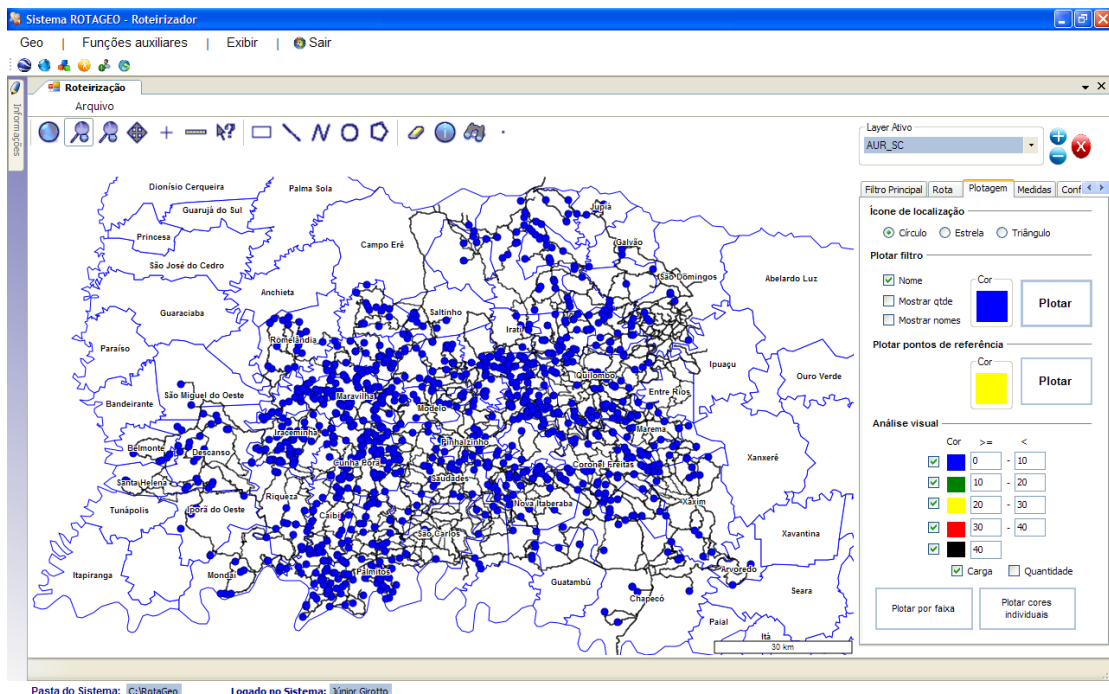 Sistema ROTAGEO - Roteirizador
Geo | Funções auxiliares | Exibir | Sair
Informações
Roteirização
Arquivo
Layer Ativo
AUR_SC
Filtro Principal Rota Plotagem Medidas Conf
Ícone de localização
Círculo Estrela Triângulo
Plotar filtro
Nome
Mostrar qtde
Mostrar nomes
Cor
Plotar
Plotar pontos de referência
Cor
Plotar
Análise visual
Cor >= <
0 - 10
10 - 20
20 - 30
30 - 40
40
Carga Quantidade
Plotar por faixa
Plotar cores individuais
Dionísio Cerqueira
Palma Sola
Guarujá do Sul
Jupiá
Princesa
Campo Erê
Galvão
São José do Cedro
São Domingos
Abelardo Luz
Anchieta
Guaraciaba
Saltinho
Irati
Romelândia
Paraíso
Ipuaçu
Quilombo
Ouro Verde
São Miguel do Oeste
Maravilha
Entre Rios
Bandeirante
Modelo
Iraceminha
Marema
Belmonte
Descanso
Pinhalzinho
Xanxerê
Cunha Porã
Coronel Freitas
Santa Helena
Saudades
Riqueza
Nova Itaberaba
Xaxim
Tunápolis
Iporã do Oeste
Caibi
São Carlos
Xavantina
Itapiranga
Mondaí
Palmitos
Arvoredo
Guatambú
Seara
Chapecó
Paial
Itá
30 km
Pasta do Sistema: C:\RotaGeo Logado no Sistema: Júnior Girotto